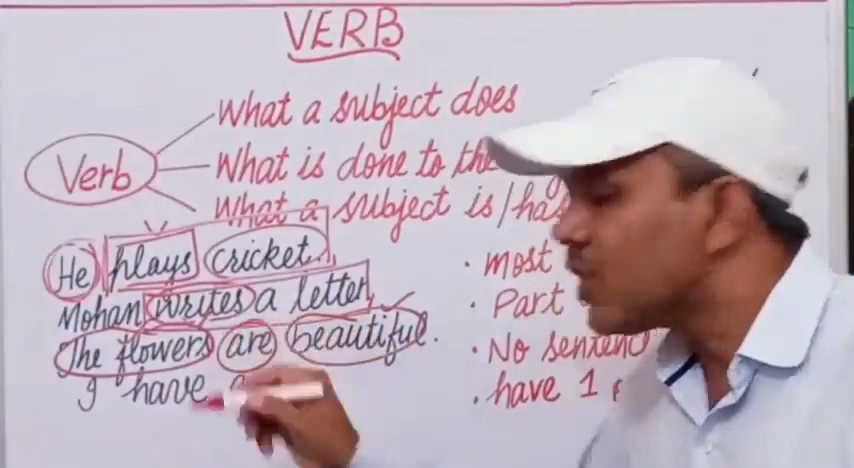 VERB
What a subject does
Verb
What is done to the
What a subject is/has
He plays cricket.
Mohan writes a letter,
The flowers are beautiful.
I have
• most
• Part
• No sentenc
• have 1